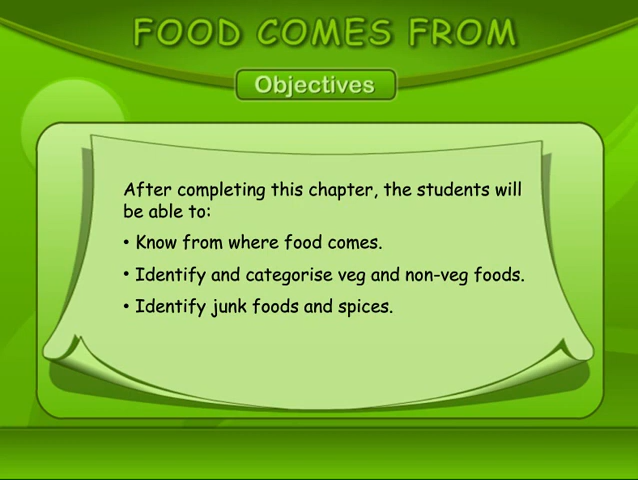 FOOD COMES FROM
Objectives
After completing this chapter, the students will
be able to:
• Know from where food comes.
• Identify and categorise veg and non-veg foods.
• Identify junk foods and spices.